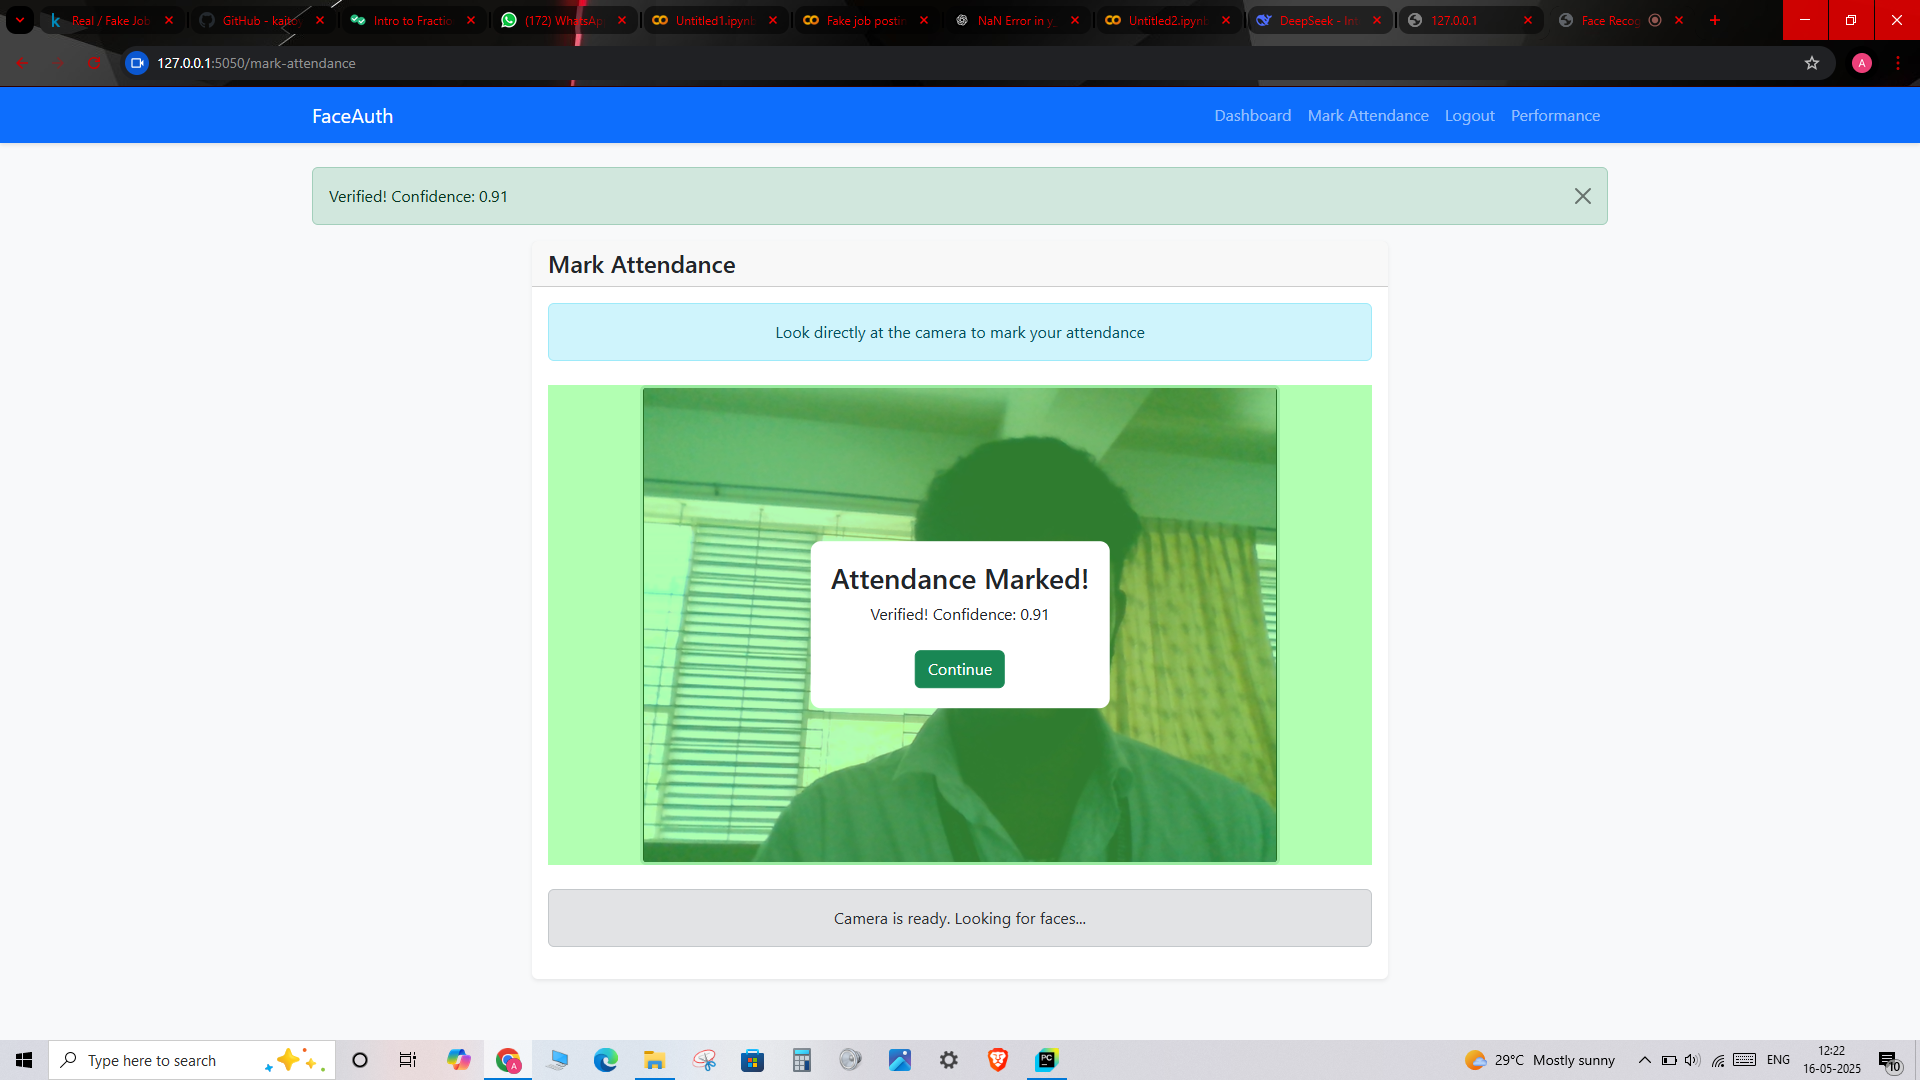 Real / Fake Job
GitHub - kaito
Intro to Fractio
(172) WhatsAp
Untitled1.ipynb
Fake job postin
NaN Error in y
Untitled2.ipynb
DeepSeek - Int
127.0.0.1
Face Recog
127.0.0.1:5050/mark-attendance
A
FaceAuth
Dashboard
Mark Attendance
Logout
Performance
Verified! Confidence: 0.91
Mark Attendance
Look directly at the camera to mark your attendance
Attendance Marked!
Verified! Confidence: 0.91
Continue
Camera is ready. Looking for faces...
Type here to search
29°C Mostly sunny
ENG
12:22
16-05-2025
10